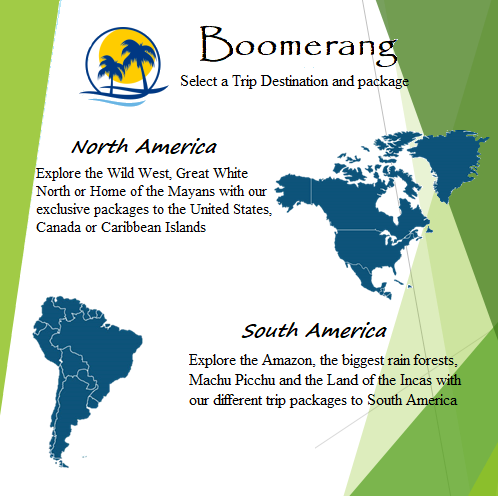 Boomerang
Select a Trip Destination and package
North America
Explore the Wild West, Great White
North or Home of the Mayans with our
exclusive packages to the United States,
Canada or Caribbean Islands
South America
Explore the Amazon, the biggest rain forests,
Machu Picchu and the Land of the Incas with
our different trip packages to South America